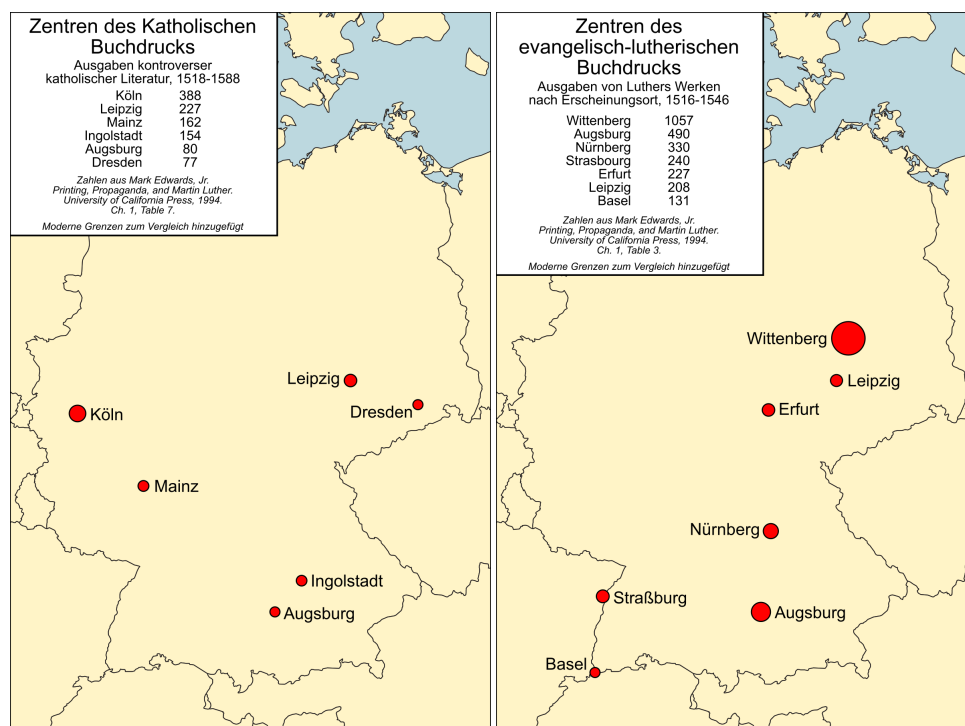 Zentren des Katholischen
Buchdrucks
Ausgaben kontroverser
katholischer Literatur, 1518-1588
Köln 388
Leipzig 227
Mainz 162
Ingolstadt 154
Augsburg 80
Dresden 77
Zahlen aus Mark Edwards, Jr.
Printing, Propaganda, and Martin Luther.
University of California Press, 1994.
Ch. 1, Table 7.
Moderne Grenzen zum Vergleich hinzugefügt
Leipzig
Dresden
Köln
Mainz
Ingolstadt
Augsburg
Zentren des
evangelisch-lutherischen
Buchdrucks
Ausgaben von Luthers Werken
nach Erscheinungsort, 1516-1546
Wittenberg 1057
Augsburg 490
Nürnberg 330
Strasbourg 240
Erfurt 227
Leipzig 208
Basel 131
Zahlen aus Mark Edwards, Jr.
Printing, Propaganda, and Martin Luther.
University of California Press, 1994.
Ch. 1, Table 3.
Moderne Grenzen zum Vergleich hinzugefügt
Wittenberg
Leipzig
Erfurt
Nürnberg
Straßburg
Augsburg
Basel